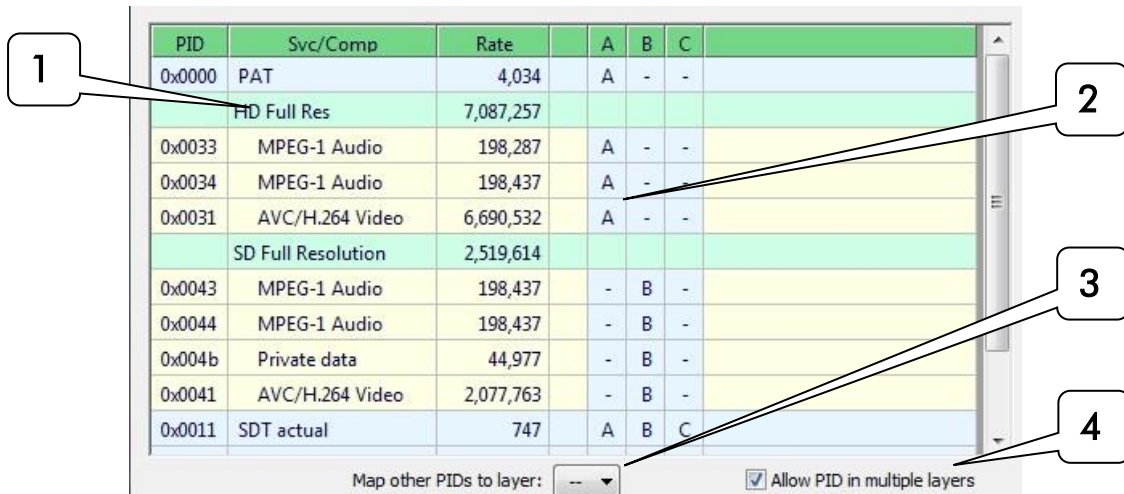 PID Svc/Comp Rate A B C
0x0000 PAT 4,034 A - -
HD Full Res 7,087,257
0x0033 MPEG-1 Audio 198,287 A - -
0x0034 MPEG-1 Audio 198,437 A - -
0x0031 AVC/H.264 Video 6,690,532 A - -
SD Full Resolution 2,519,614
0x0043 MPEG-1 Audio 198,437 - B -
0x0044 MPEG-1 Audio 198,437 - B -
0x004b Private data 44,977 - B -
0x0041 AVC/H.264 Video 2,077,763 - B -
0x0011 SDT actual 747 A B C
Map other PIDs to layer: -- Allow PID in multiple layers
1
2
3
4